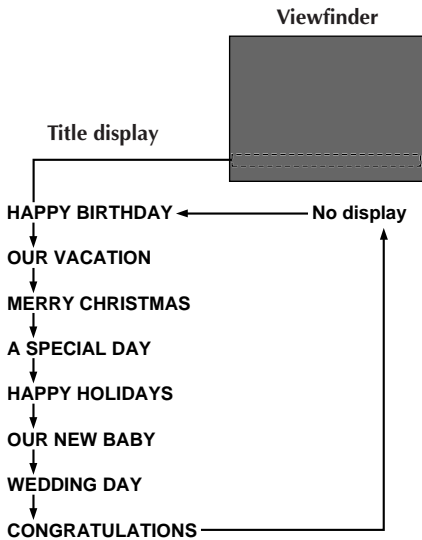 Viewfinder
Title display
HAPPY BIRTHDAY
No display
OUR VACATION
MERRY CHRISTMAS
A SPECIAL DAY
HAPPY HOLIDAYS
OUR NEW BABY
WEDDING DAY
CONGRATULATIONS